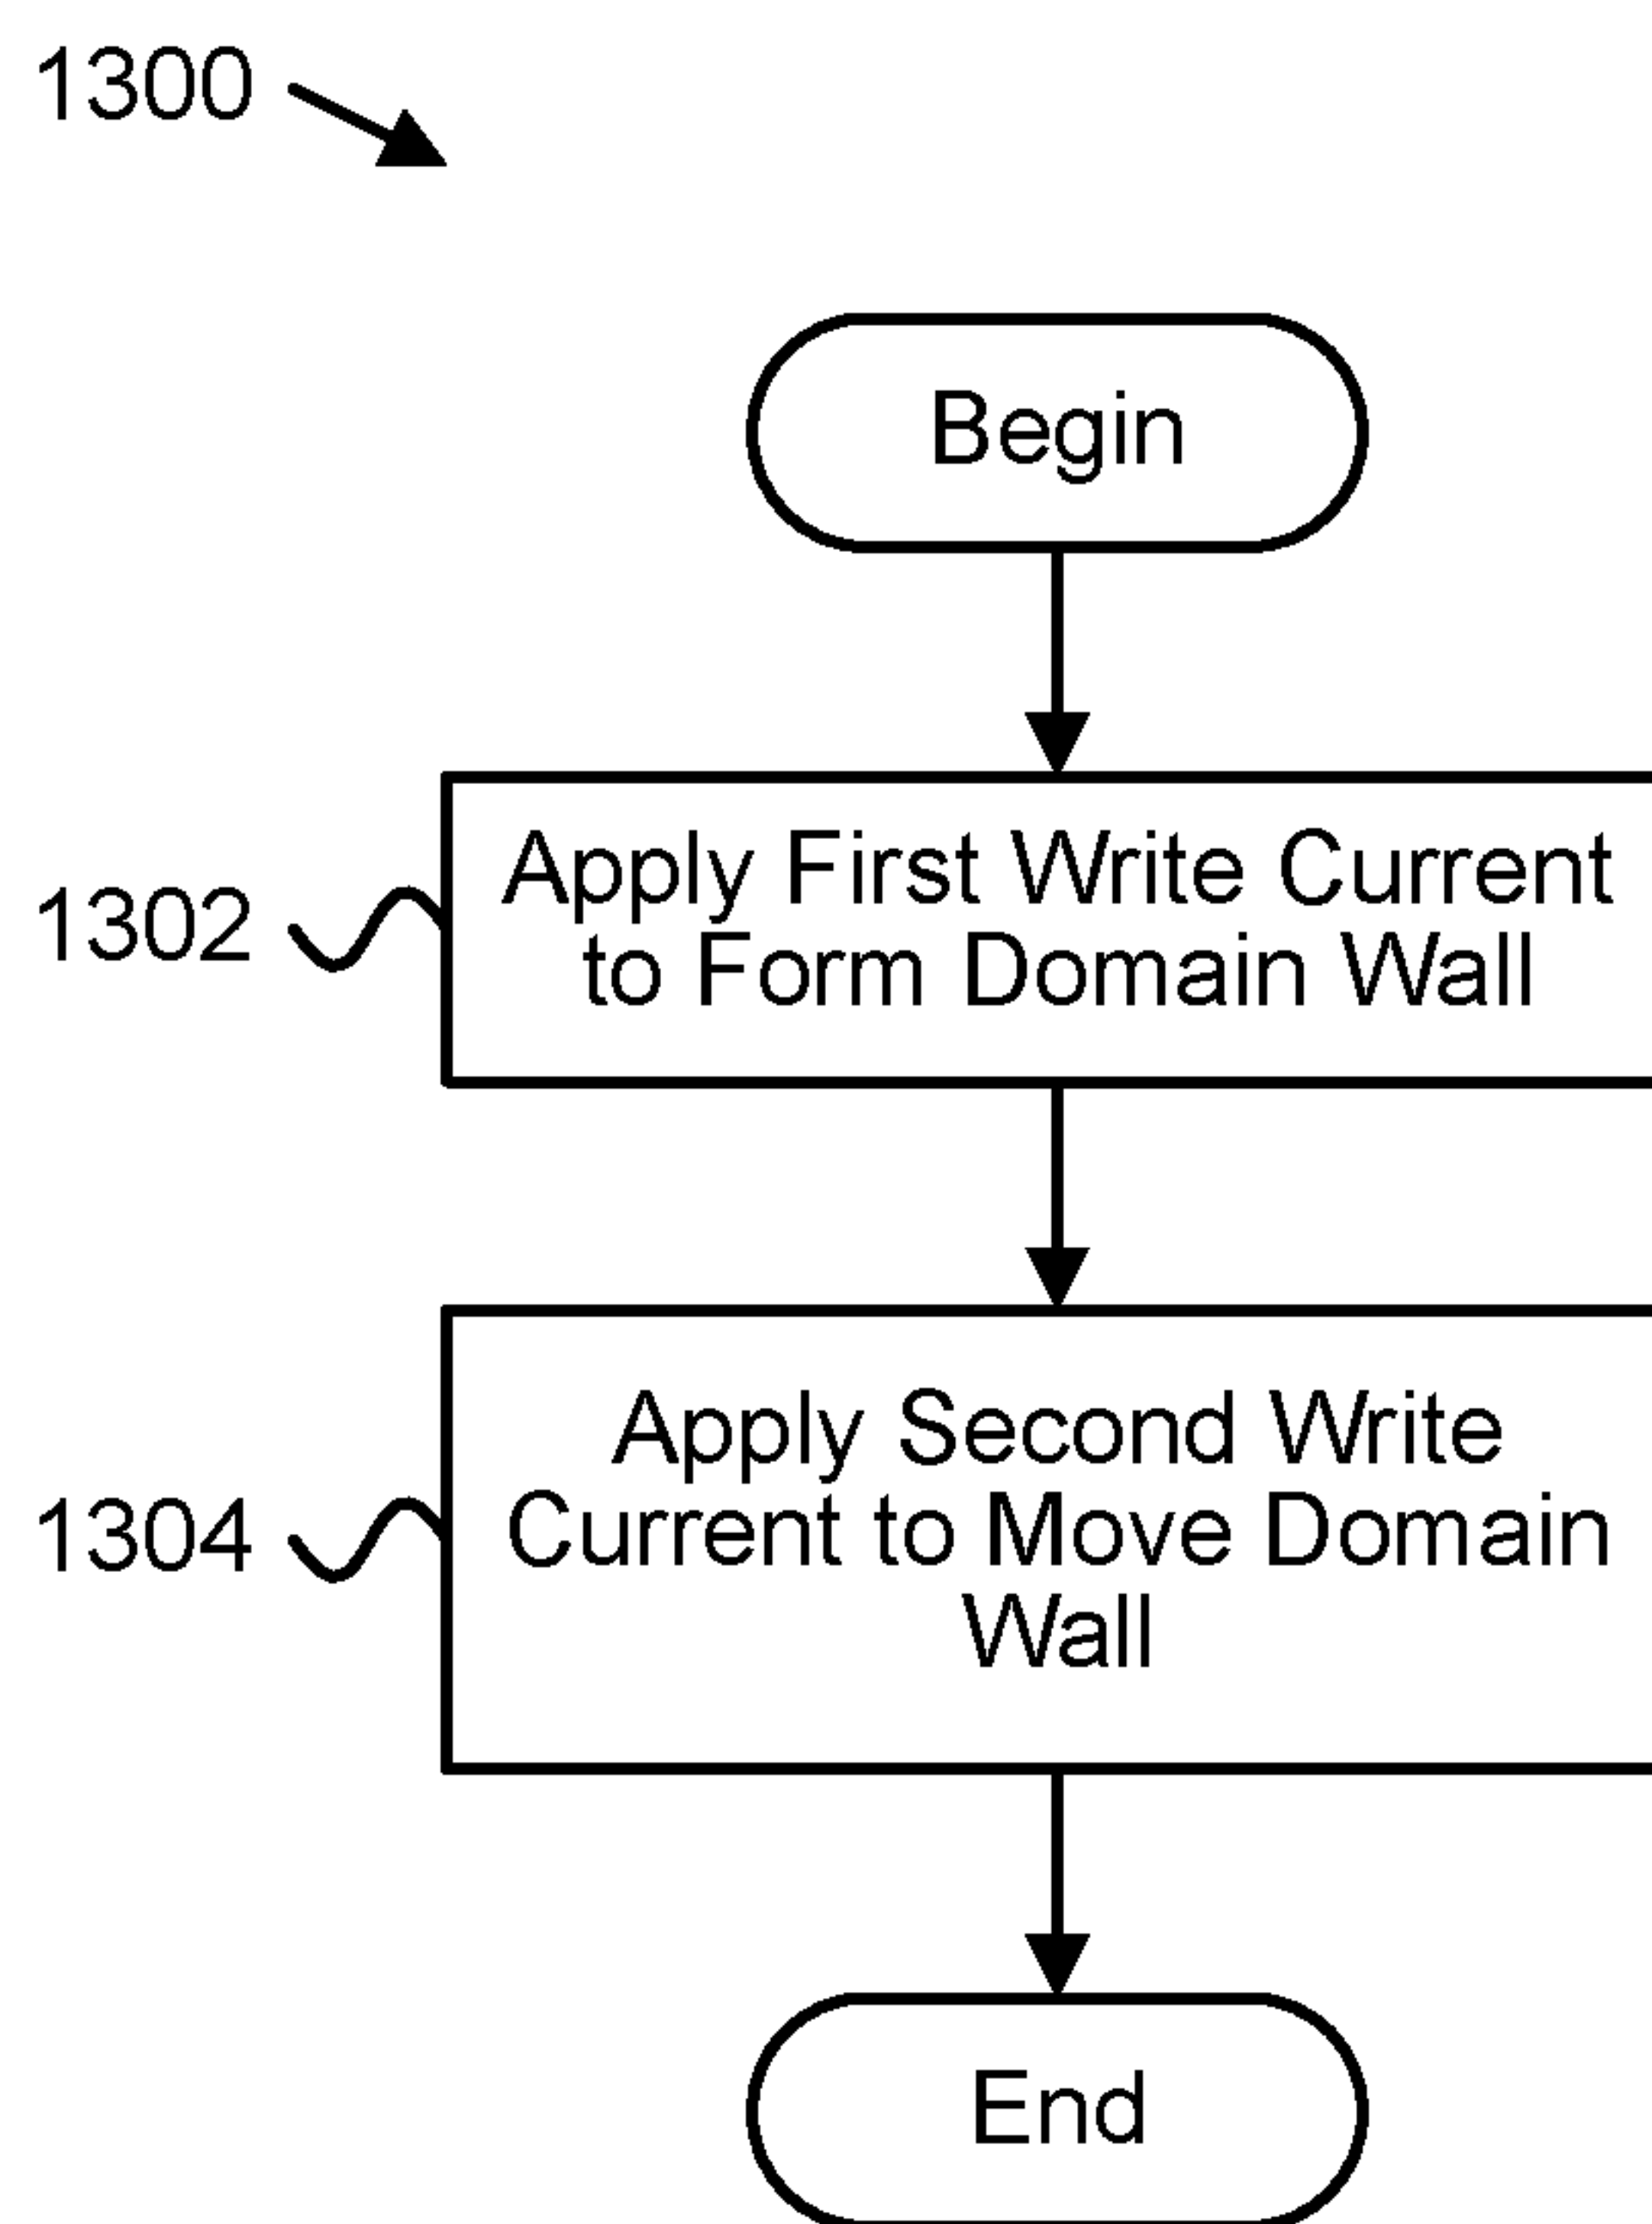 1300
Begin
1302
Apply First Write Current
to Form Domain Wall
1304
Apply Second Write
Current to Move Domain
Wall
End